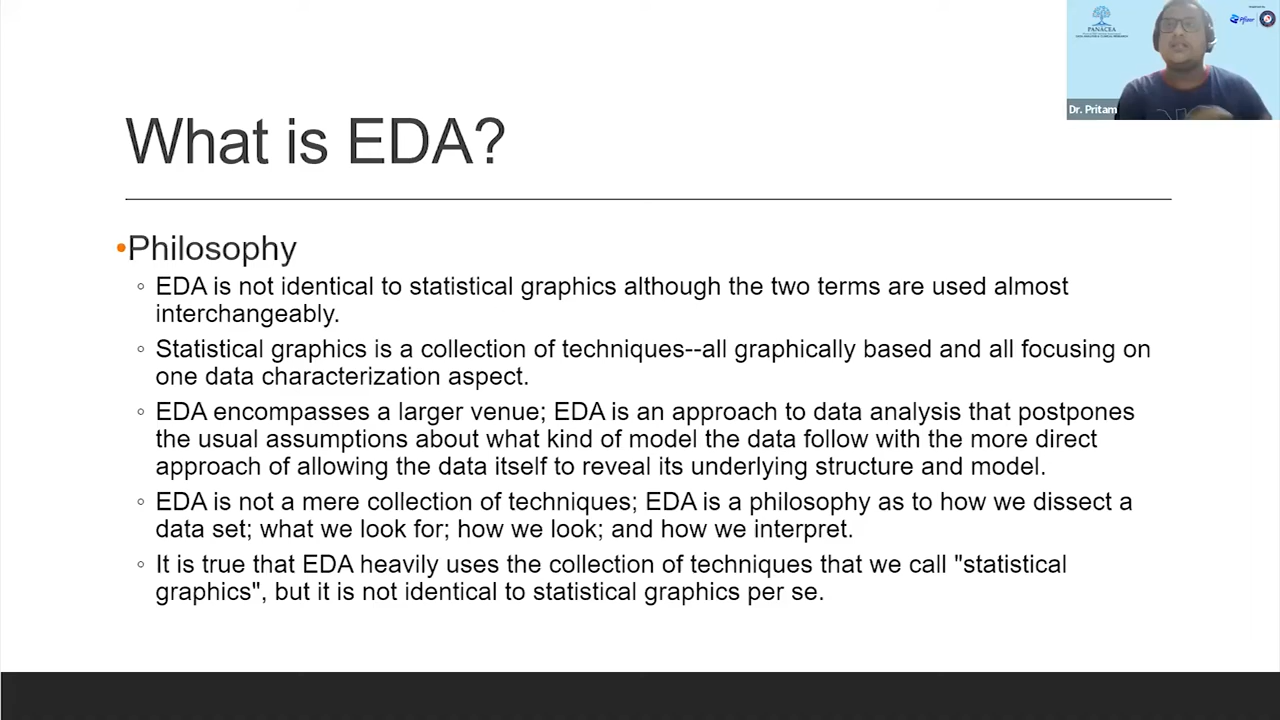 PANACEA
Pfizer
Dr. Pritam
What is EDA?
•Philosophy
◦ EDA is not identical to statistical graphics although the two terms are used almost
interchangeably.
◦ Statistical graphics is a collection of techniques--all graphically based and all focusing on
one data characterization aspect.
◦ EDA encompasses a larger venue; EDA is an approach to data analysis that postpones
the usual assumptions about what kind of model the data follow with the more direct
approach of allowing the data itself to reveal its underlying structure and model.
◦ EDA is not a mere collection of techniques; EDA is a philosophy as to how we dissect a
data set; what we look for; how we look; and how we interpret.
◦ It is true that EDA heavily uses the collection of techniques that we call "statistical
graphics", but it is not identical to statistical graphics per se.